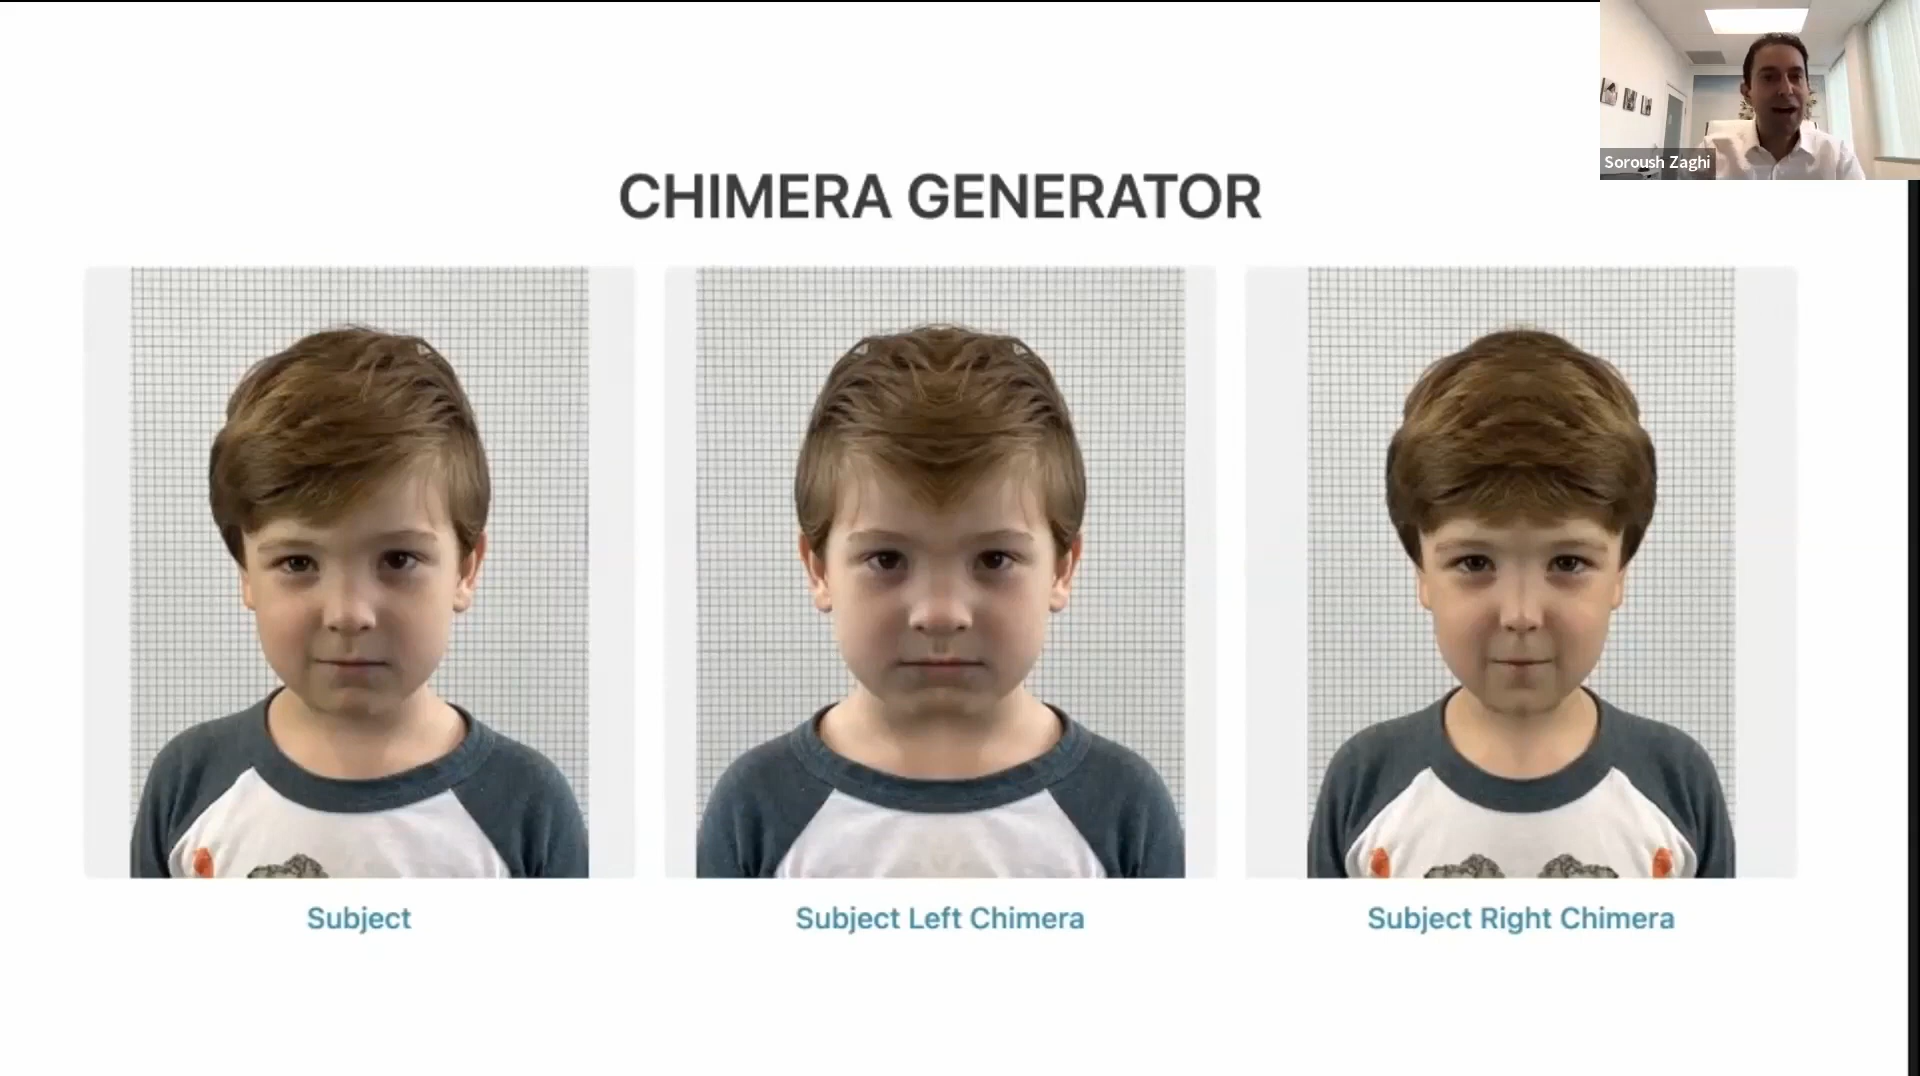 Soroush Zaghi
CHIMERA GENERATOR
Subject
Subject Left Chimera
Subject Right Chimera